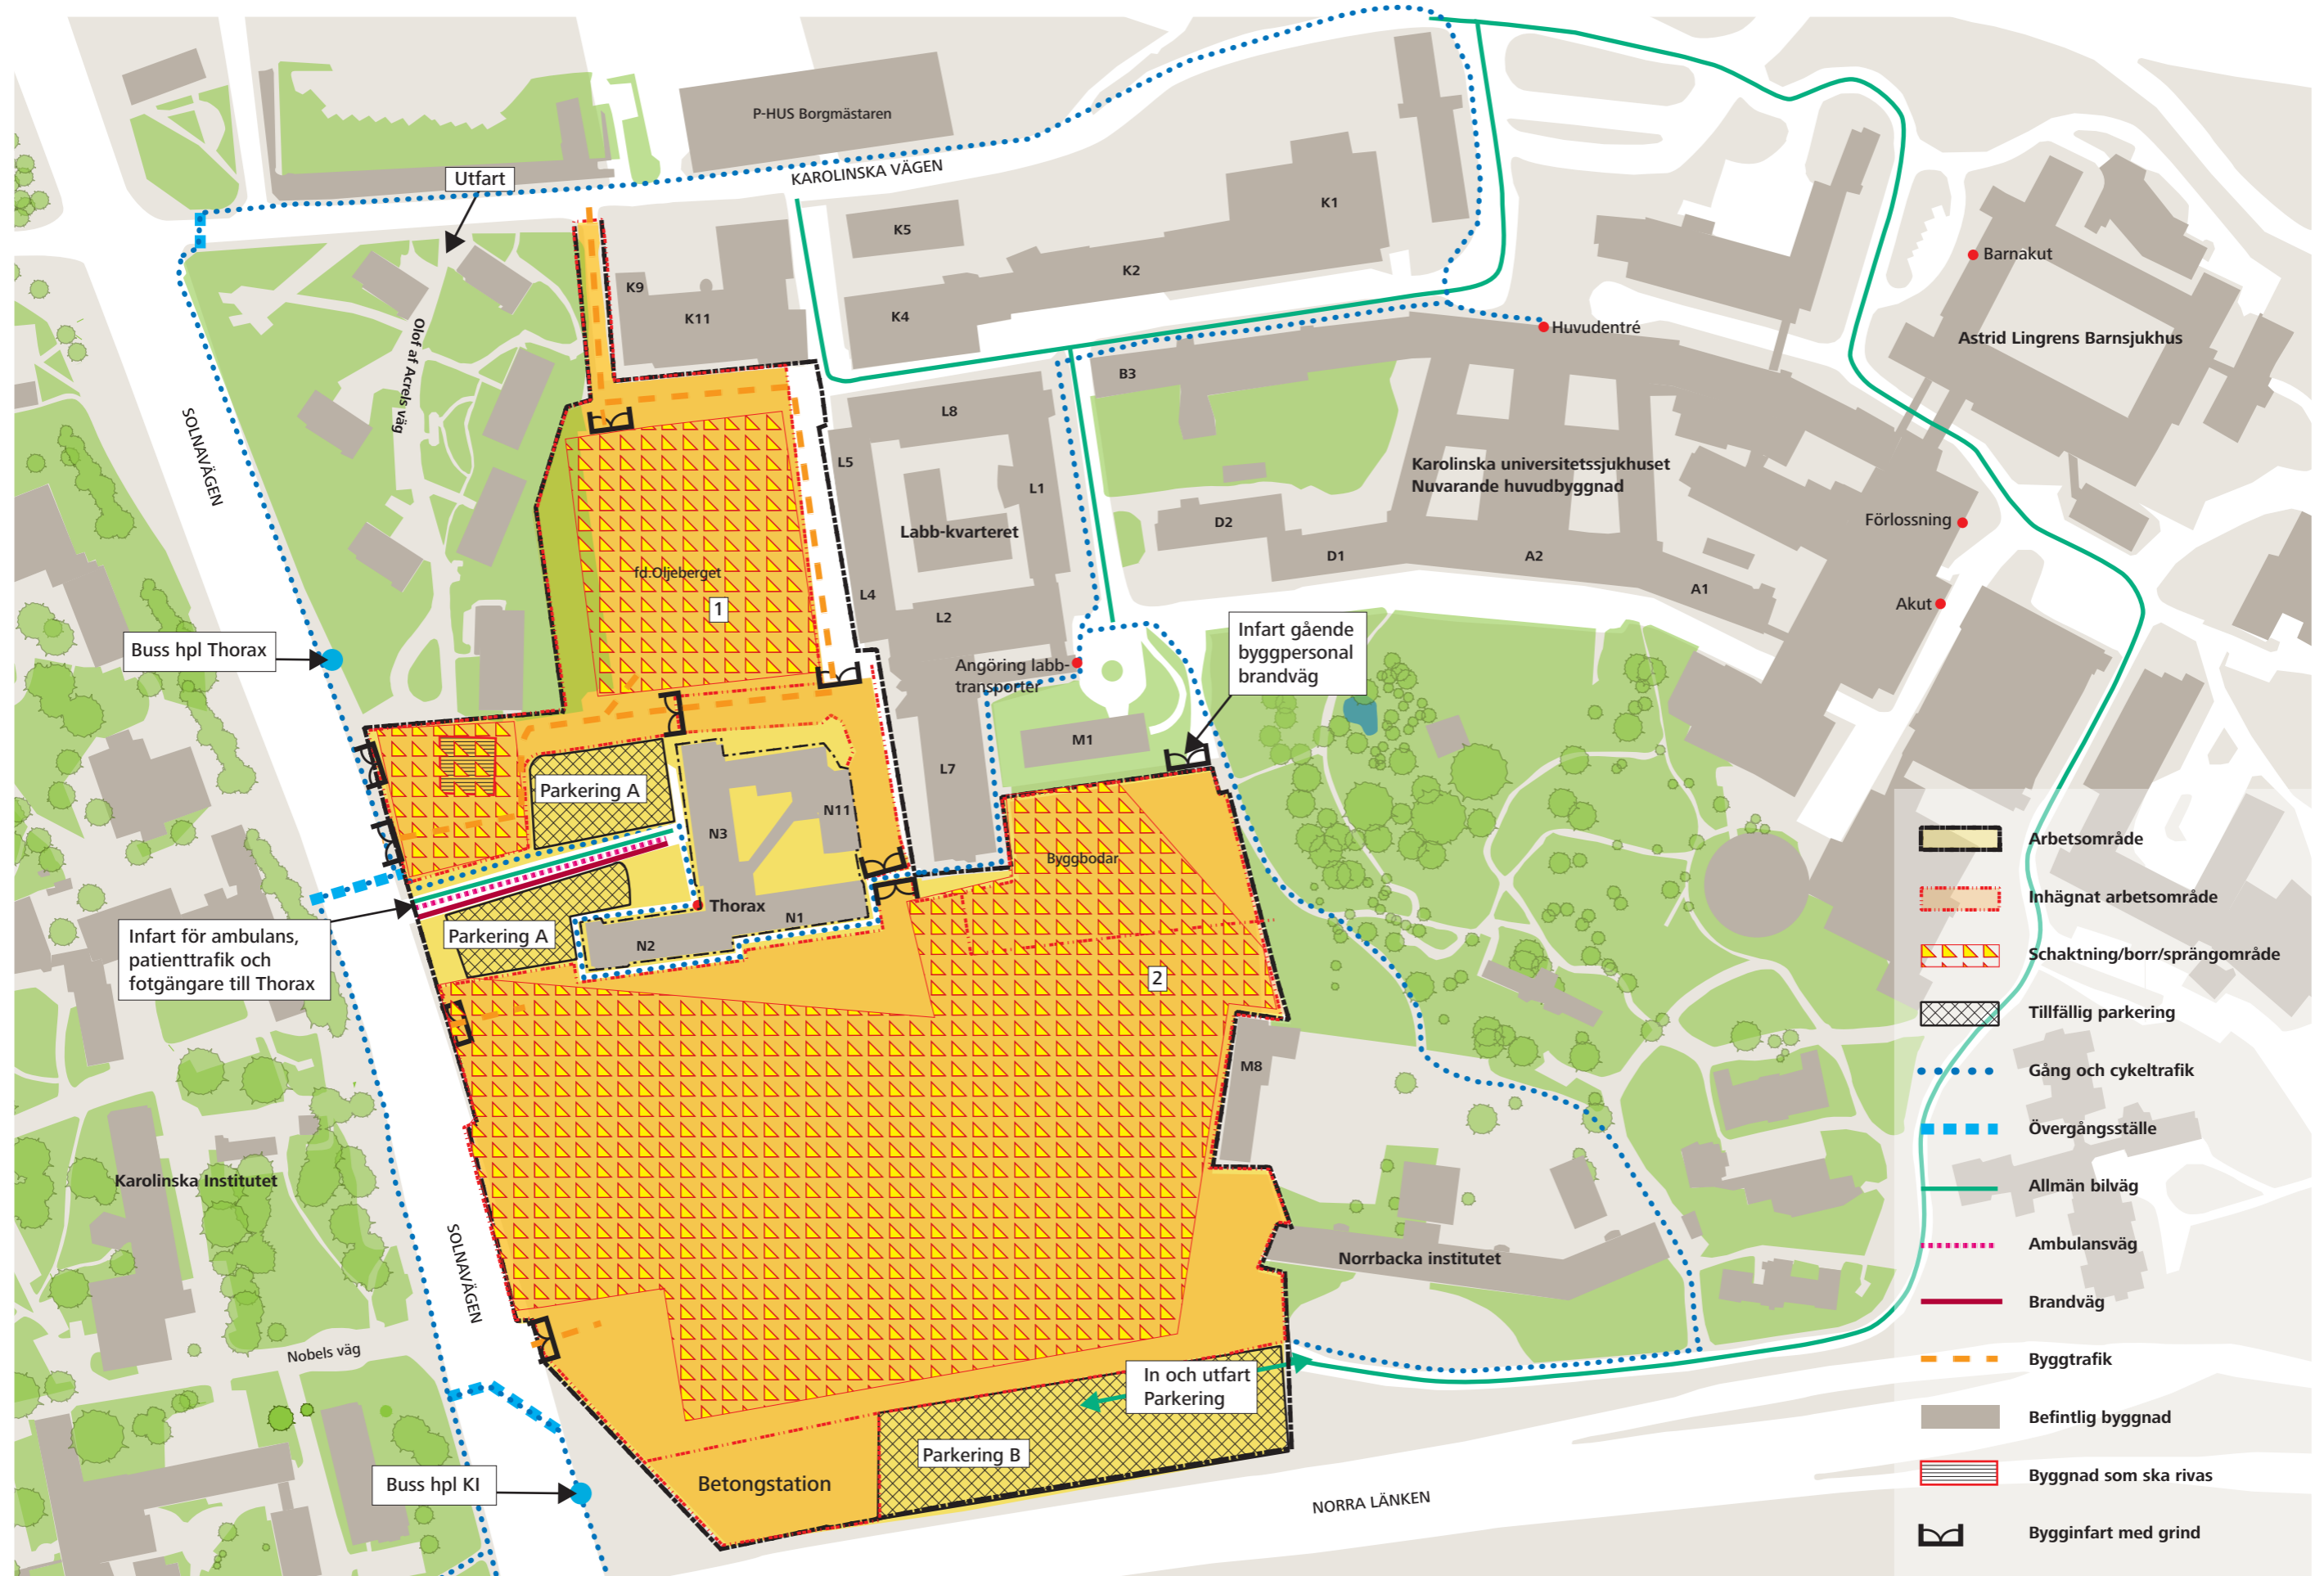 P-HUS Borgmästaren
Utfart
KAROLINSKA VÄGEN
K1
K5
K2
K9
K11
K4
Barnakut
Huvudentré
Astrid Lingrens Barnsjukhus
Olof af Acrels väg
SOLNAVÄGEN
B3
L8
L5
L1
Karolinska universitetssjukhuset
Nuvarande huvudbyggnad
Labb-kvarteret
D2
Förlossning
D1
A2
A1
fd.Oljeberget
1
L4
L2
Akut
Buss hpl Thorax
Infart gående
byggpersonal
brandväg
Angöring labb-
transporter
M1
L7
Parkering A
N3
N11
Byggbodar
Thorax
N1
N2
Parkering A
Infart för ambulans,
patienttrafik och
fotgängare till Thorax
2
M8
Karolinska Institutet
SOLNAVÄGEN
Norrbacka institutet
Nobels väg
In och utfart
Parkering
Parkering B
Betongstation
Buss hpl KI
NORRA LÄNKEN
Arbetsområde
Inhägnat arbetsområde
Schaktning/borr/sprängområde
Tillfällig parkering
Gång och cykeltrafik
Övergångsställe
Allmän bilväg
Ambulansväg
Brandväg
Byggtrafik
Befintlig byggnad
Byggnad som ska rivas
Bygginfart med grind